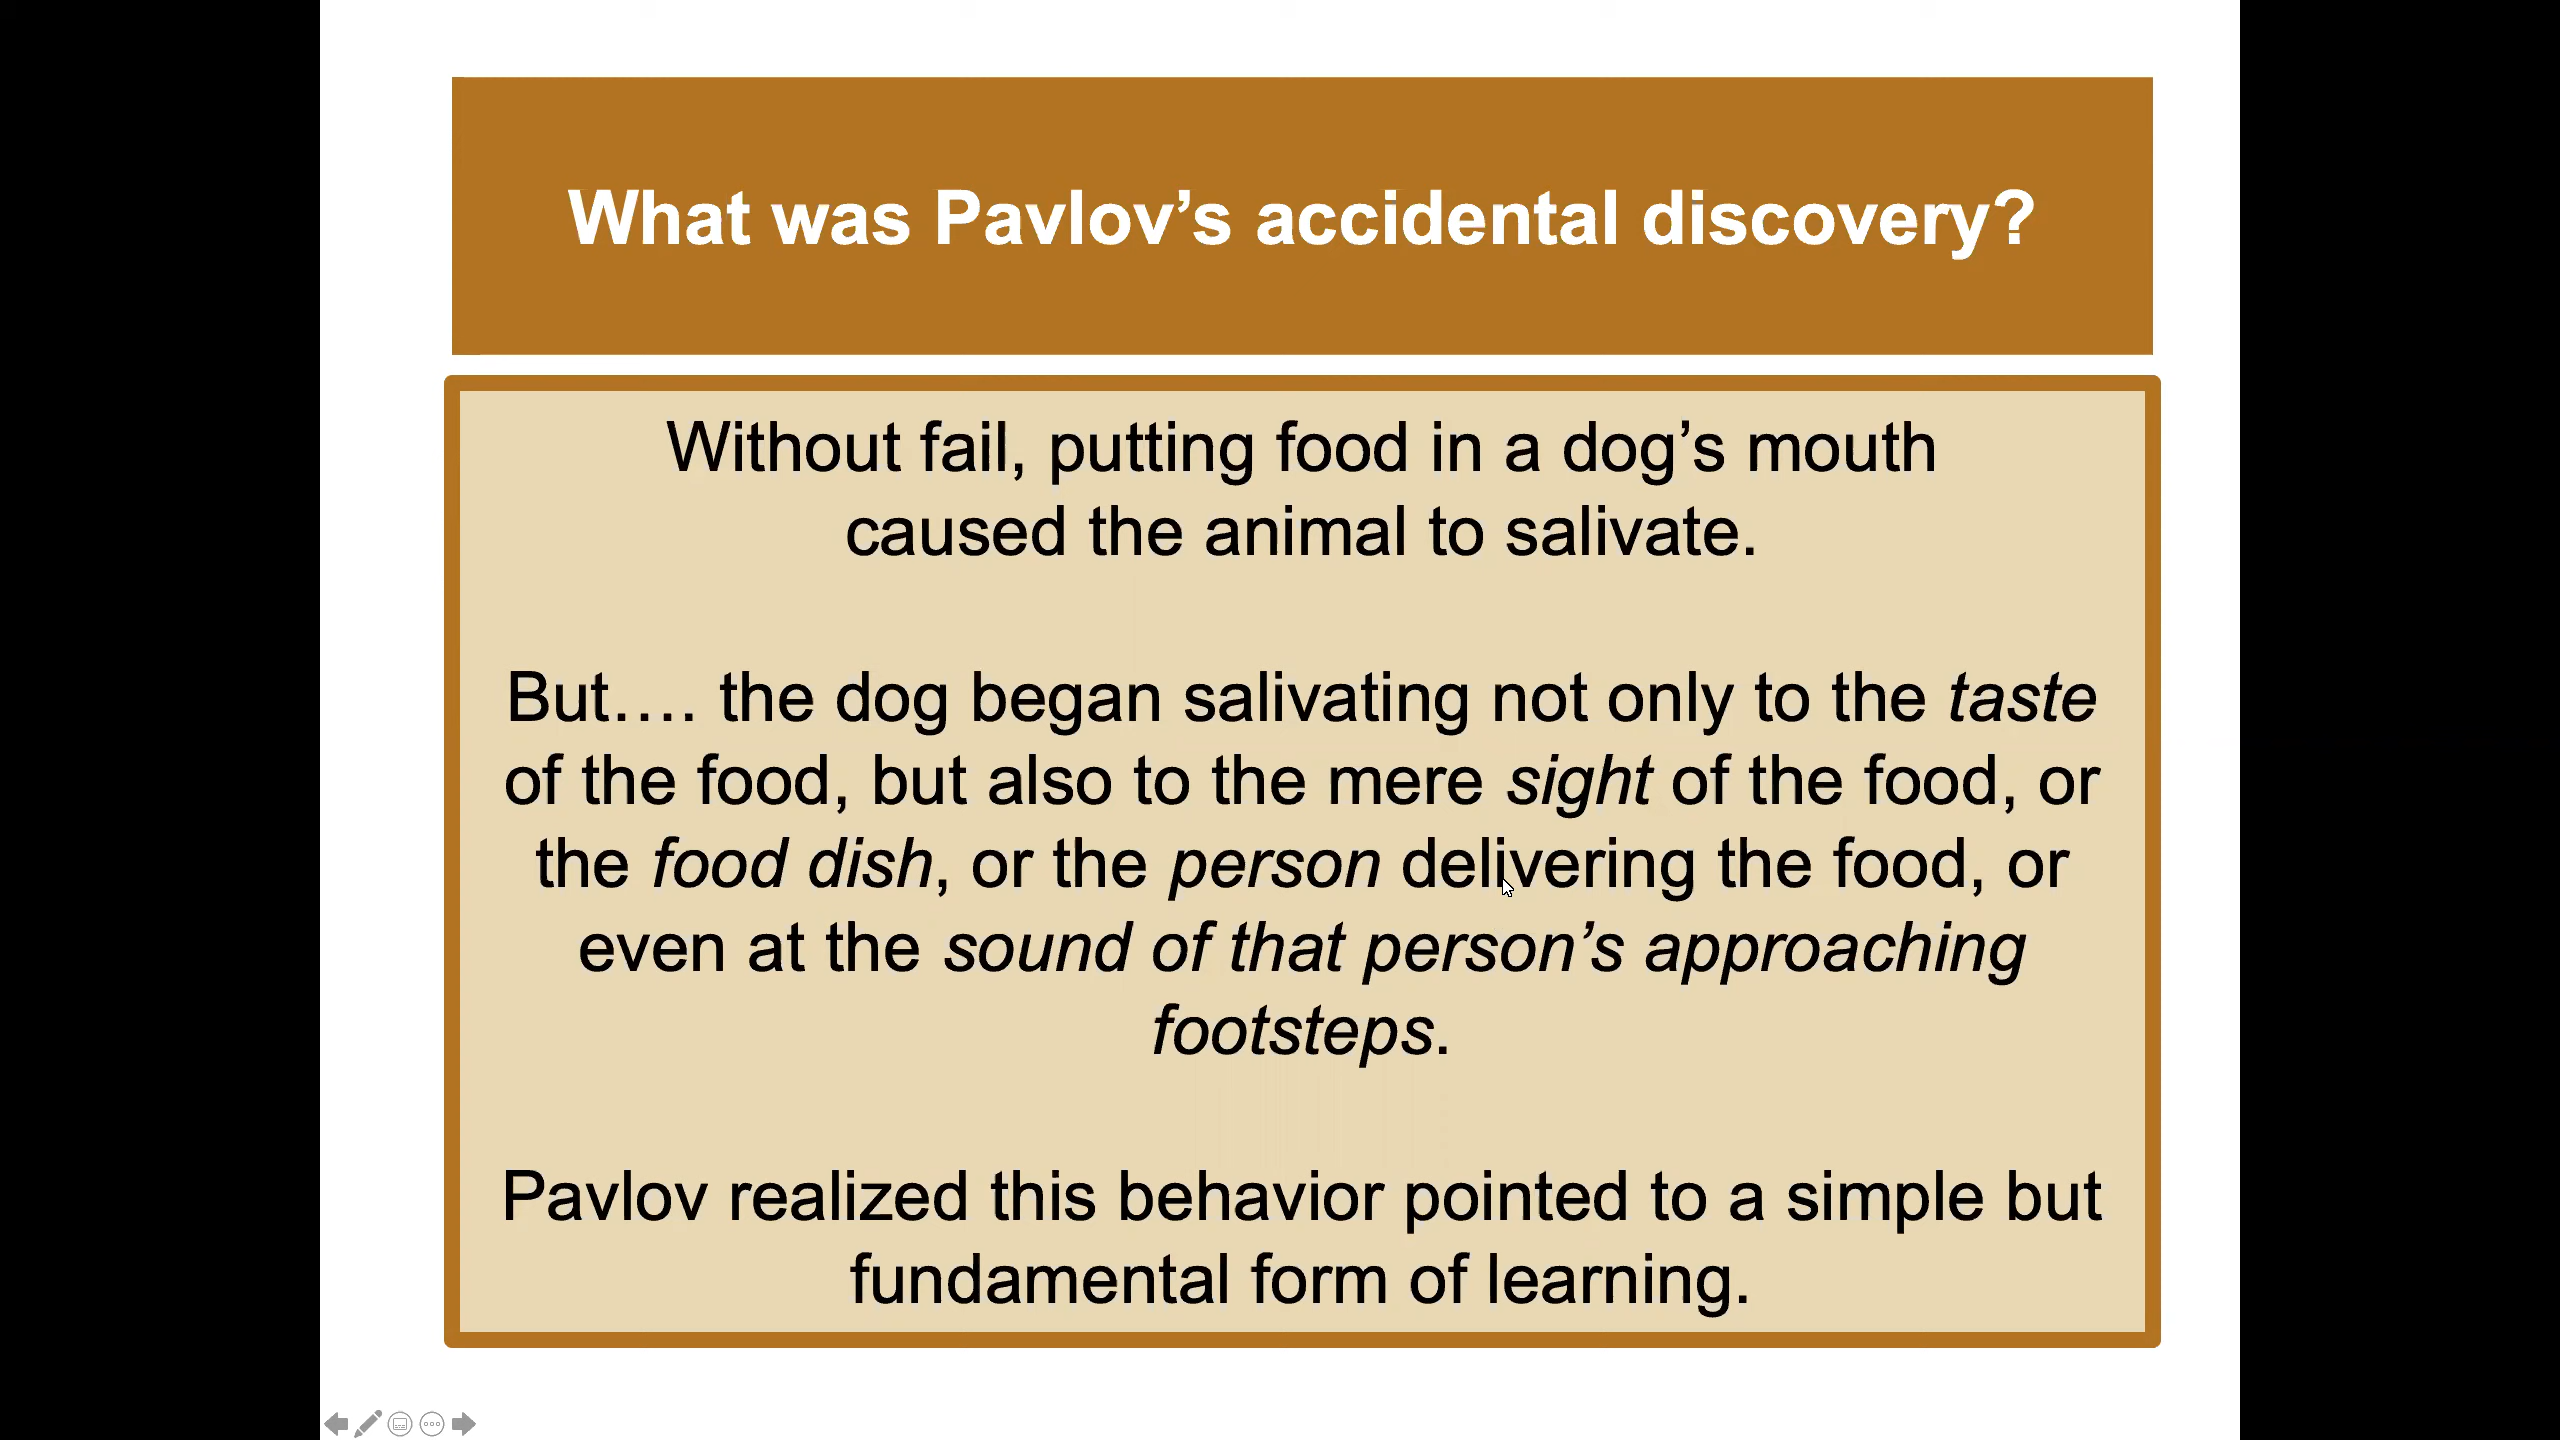 What was Pavlov’s accidental discovery?
Without fail, putting food in a dog’s mouth
caused the animal to salivate.
But…. the dog began salivating not only to the taste
of the food, but also to the mere sight of the food, or
the food dish, or the person delivering the food, or
even at the sound of that person’s approaching
footsteps.
Pavlov realized this behavior pointed to a simple but
fundamental form of learning.